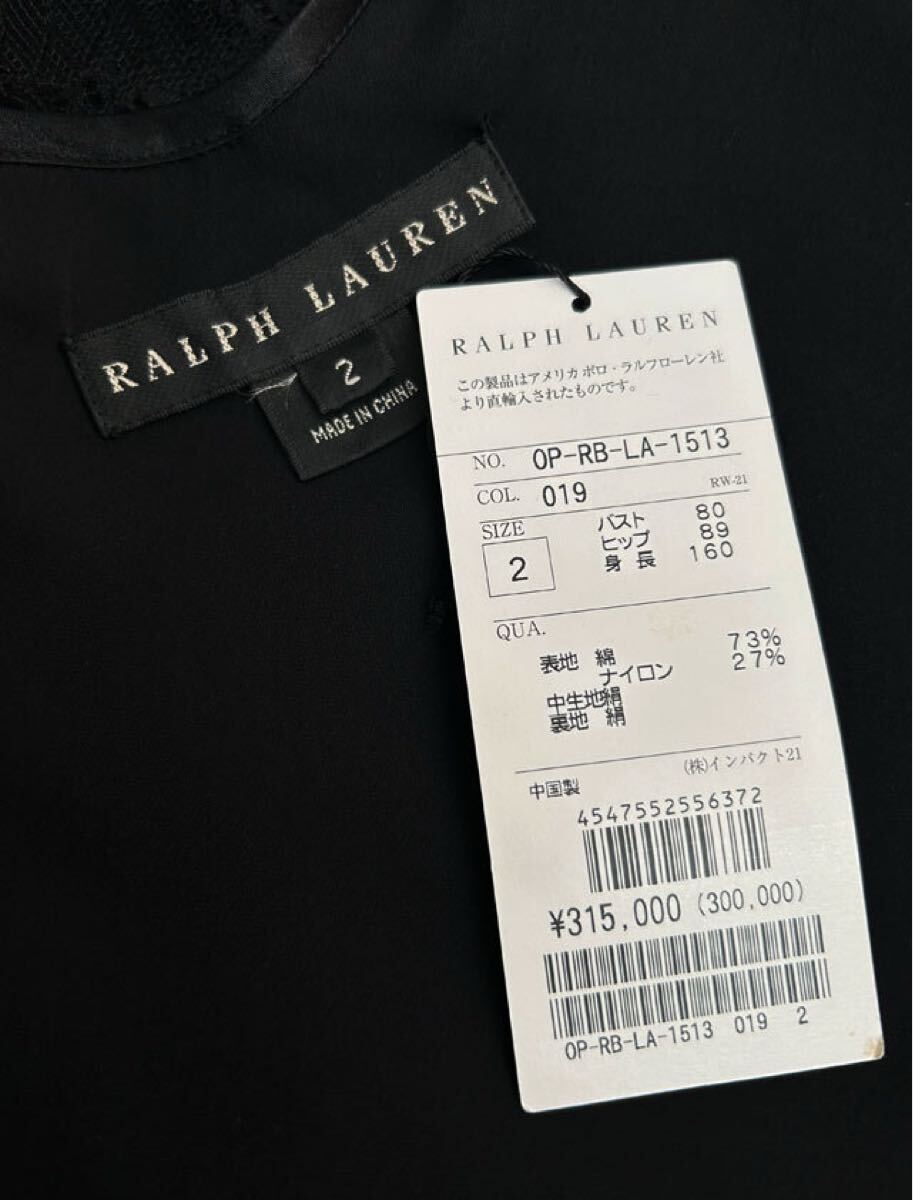 RALPH LAUREN
2
MADE IN CHINA
RALPH LAUREN
この製品はアメリカ ポロ・ラルフローレン社
より直輸入されたものです。
NO. OP-RB-LA-1513
COL. 019 RW-21
SIZE バスト 80
ヒップ 89
2 身長 160
QUA.
表地 綿 73%
ナイロン 27%
中生地絹
裏地 絹
(株)インパクト21
中国製
4547552556372
¥315,000 (300,000)
OP-RB-LA-1513 019 2